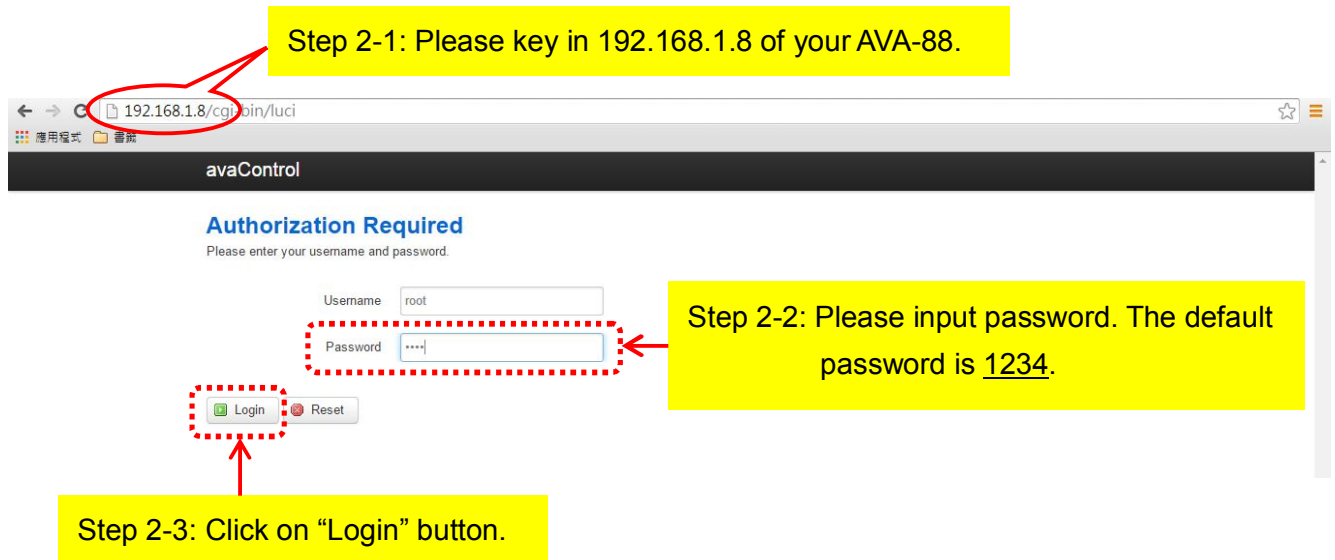 Step 2-1: Please key in 192.168.1.8 of your AVA-88.
192.168.1.8/cgi-bin/luci
應用程式 書籤
avaControl
Authorization Required
Please enter your username and password.
Username root
Password ••••
Step 2-2: Please input password. The default
password is 1234.
Login Reset
Step 2-3: Click on “Login” button.